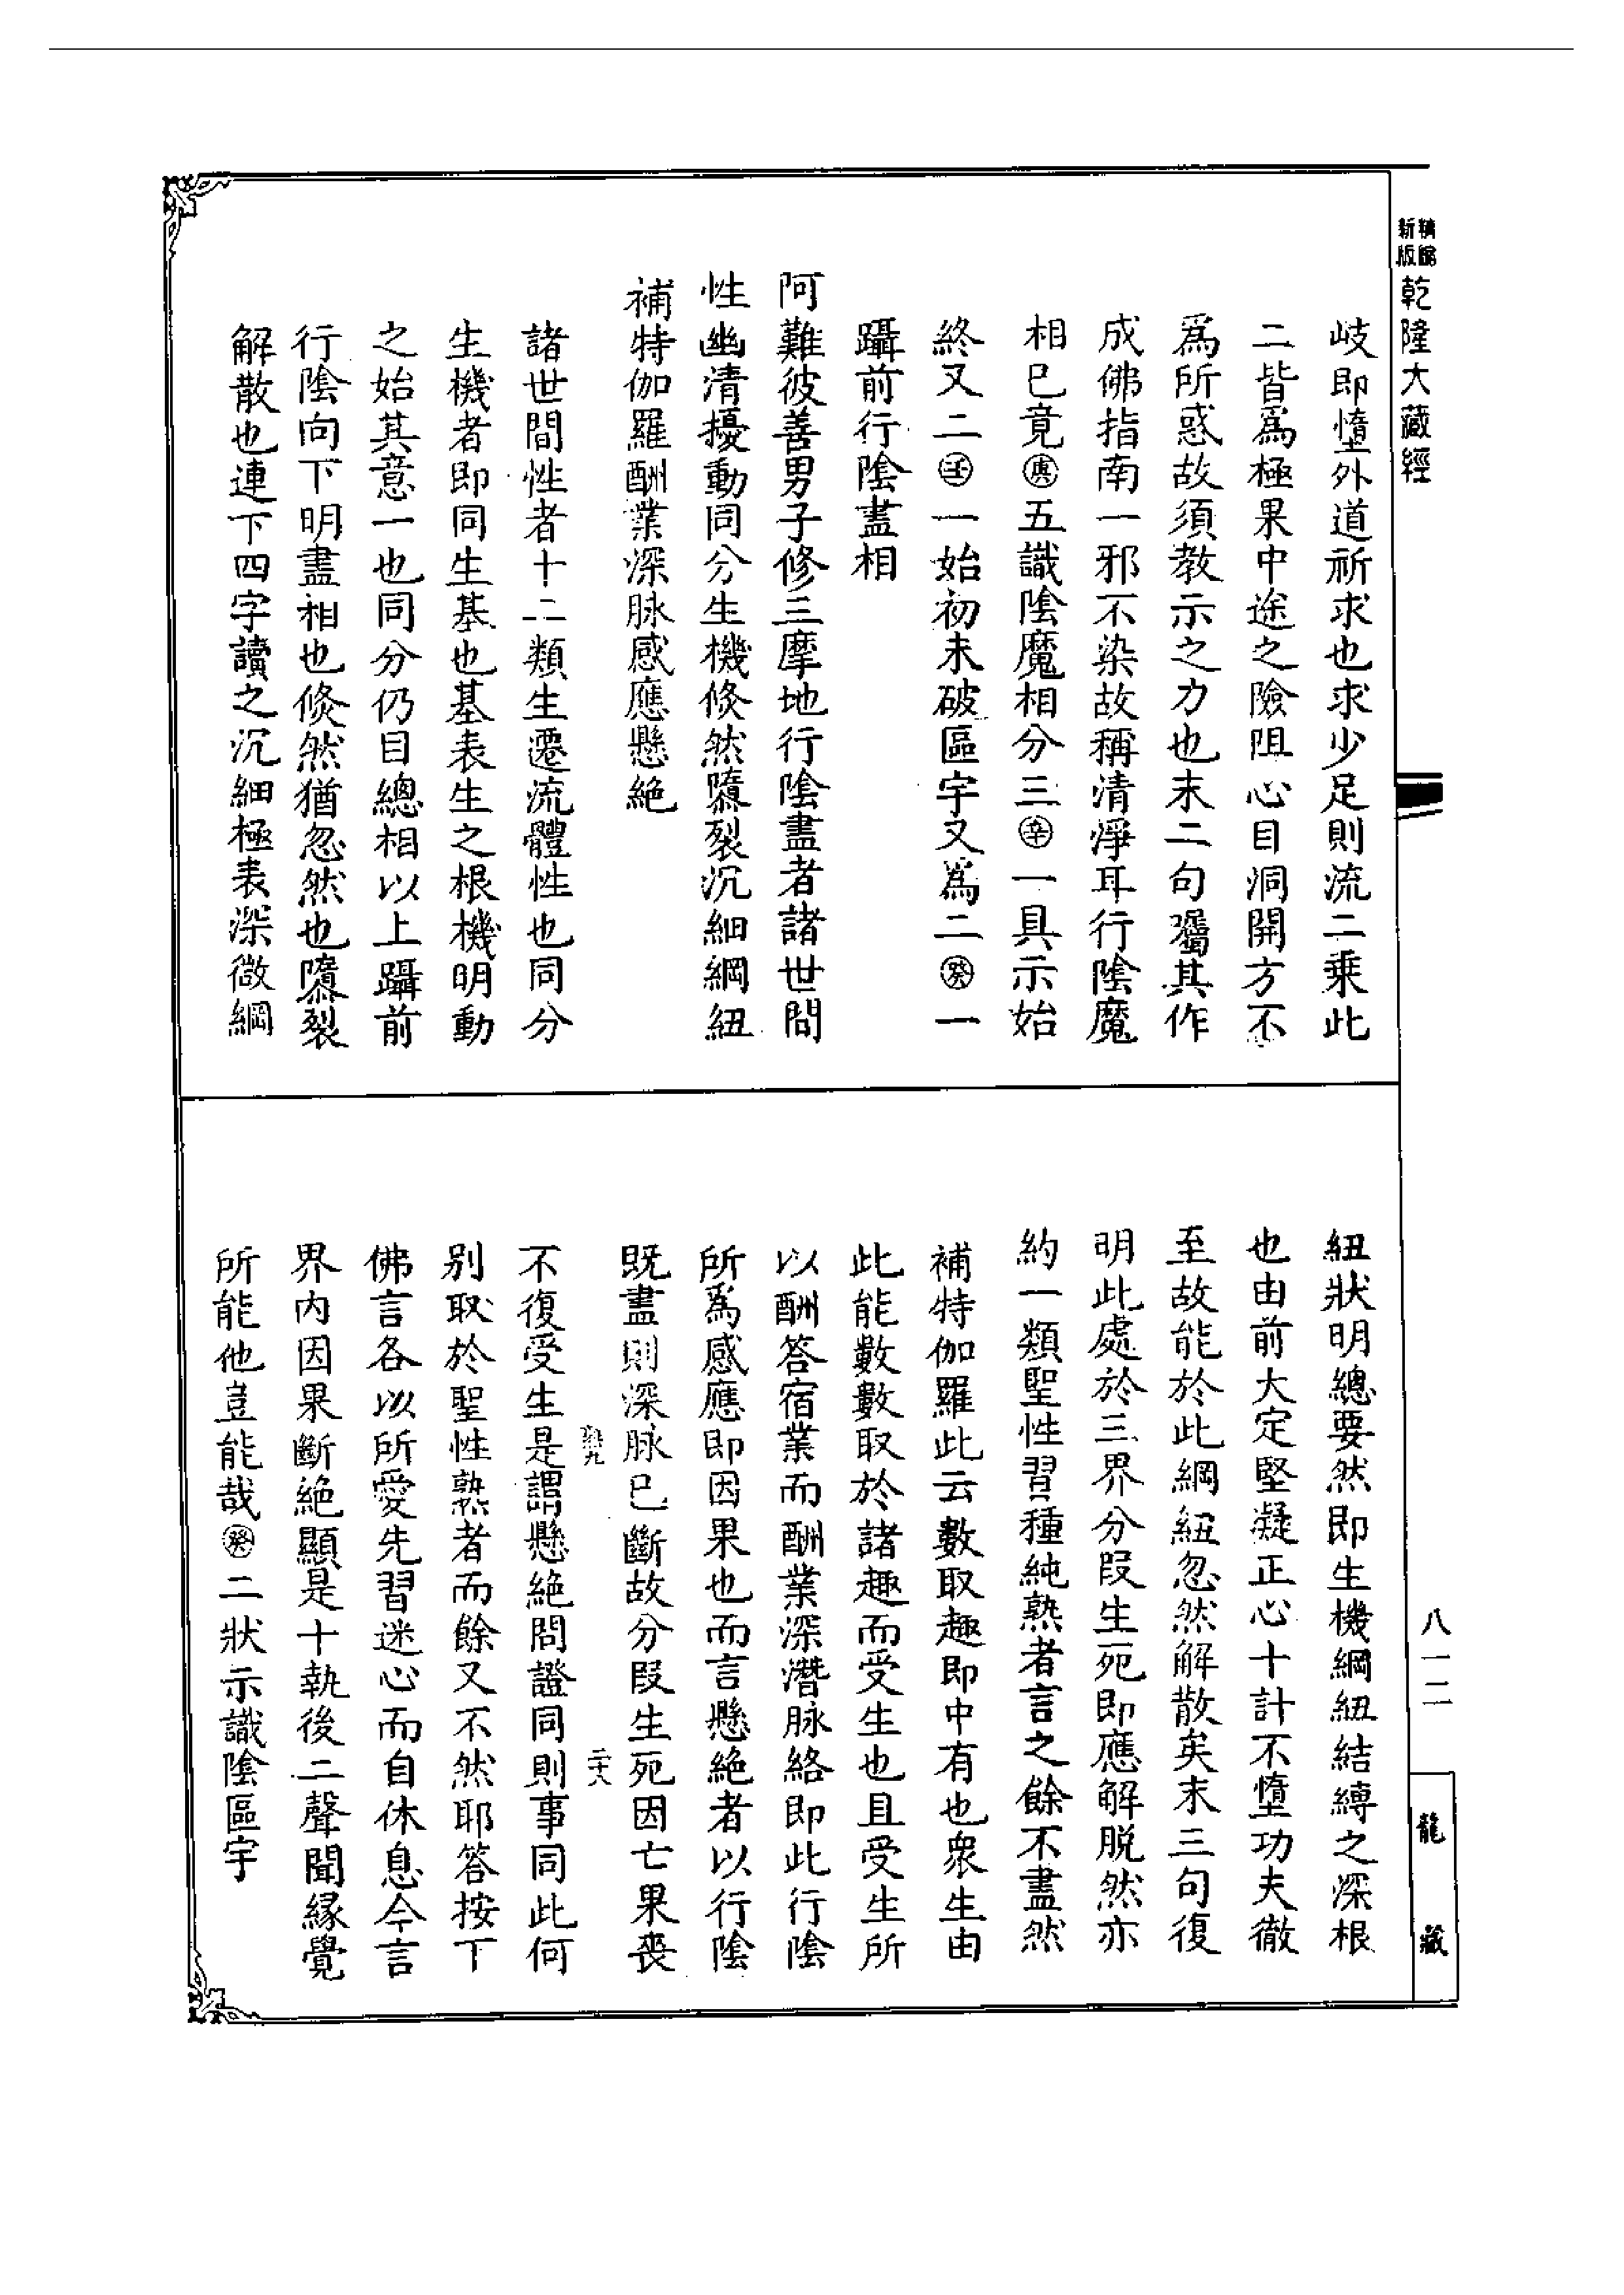 精縮新版乾隆大藏經
岐即墮外道祈求也求少足則流二乘此
二皆爲極果中途之險阻心目洞開方不
爲所惑故須教示之力也末二句囑其作
成佛指南一邪不染故稱清淨耳行陰魔
相已竟㊂五識陰魔相分三㊛一具示始
終又二㊋一始初未破區宇又爲二㊌一
躡前行陰盡相
阿難彼善男子修三摩地行陰盡者諸世間
性幽清擾動同分生機倏然隳裂沉細綱紐
補特伽羅酬業深脉感應懸絕
諸世間性者十二類生遷流體性也同分
生機者即同生基也基表生之根機明動
之始其意一也同分仍目總相以上躡前
行陰向下明盡相也倏然猶忽然也隳裂
解散也連下四字讀之沉細極表深微綱
紐狀明總要然即生機綱紐結縛之深根
也由前大定堅凝正心十計不墮功夫徹
至故能於此綱紐忽然解散矣末三句復
明此處於三界分段生死即應解脱然亦
約一類聖性習種純熟者言之餘不盡然
補特伽羅此云數取趣即中有也衆生由
此能數數取於諸趣而受生也且受生所
以酬答宿業而酬業深潛脉絡即此行陰
所爲感應即因果也而言懸絕者以行陰
既盡則深脉已斷故分段生死因亡果喪
不復受生是謂懸絕問證同則事同此何
别取於聖性熟者而餘又不然耶答按下
佛言各以所愛先習迷心而自休息今言
界内因果斷絕顯是十執後二聲聞緣覺
所能他豈能哉㊌二狀示識陰區宇
八一二
龍藏